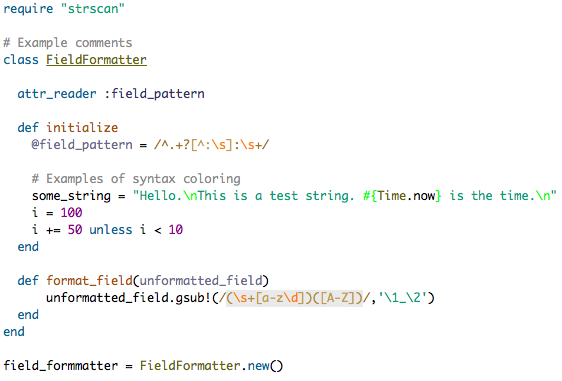 require "strscan"
# Example comments
class FieldFormatter
attr_reader :field_pattern
def initialize
@field_pattern = /^.+?[^:\s]:\s+/
# Examples of syntax coloring
some_string = "Hello.\nThis is a test string. #{Time.now} is the time.\n"
i = 100
i += 50 unless i < 10
end
def format_field(unformatted_field)
unformatted_field.gsub!(/(\s+[a-z\d])([A-Z])/,'\1_\2')
end
end
field_formmatter = FieldFormatter.new()